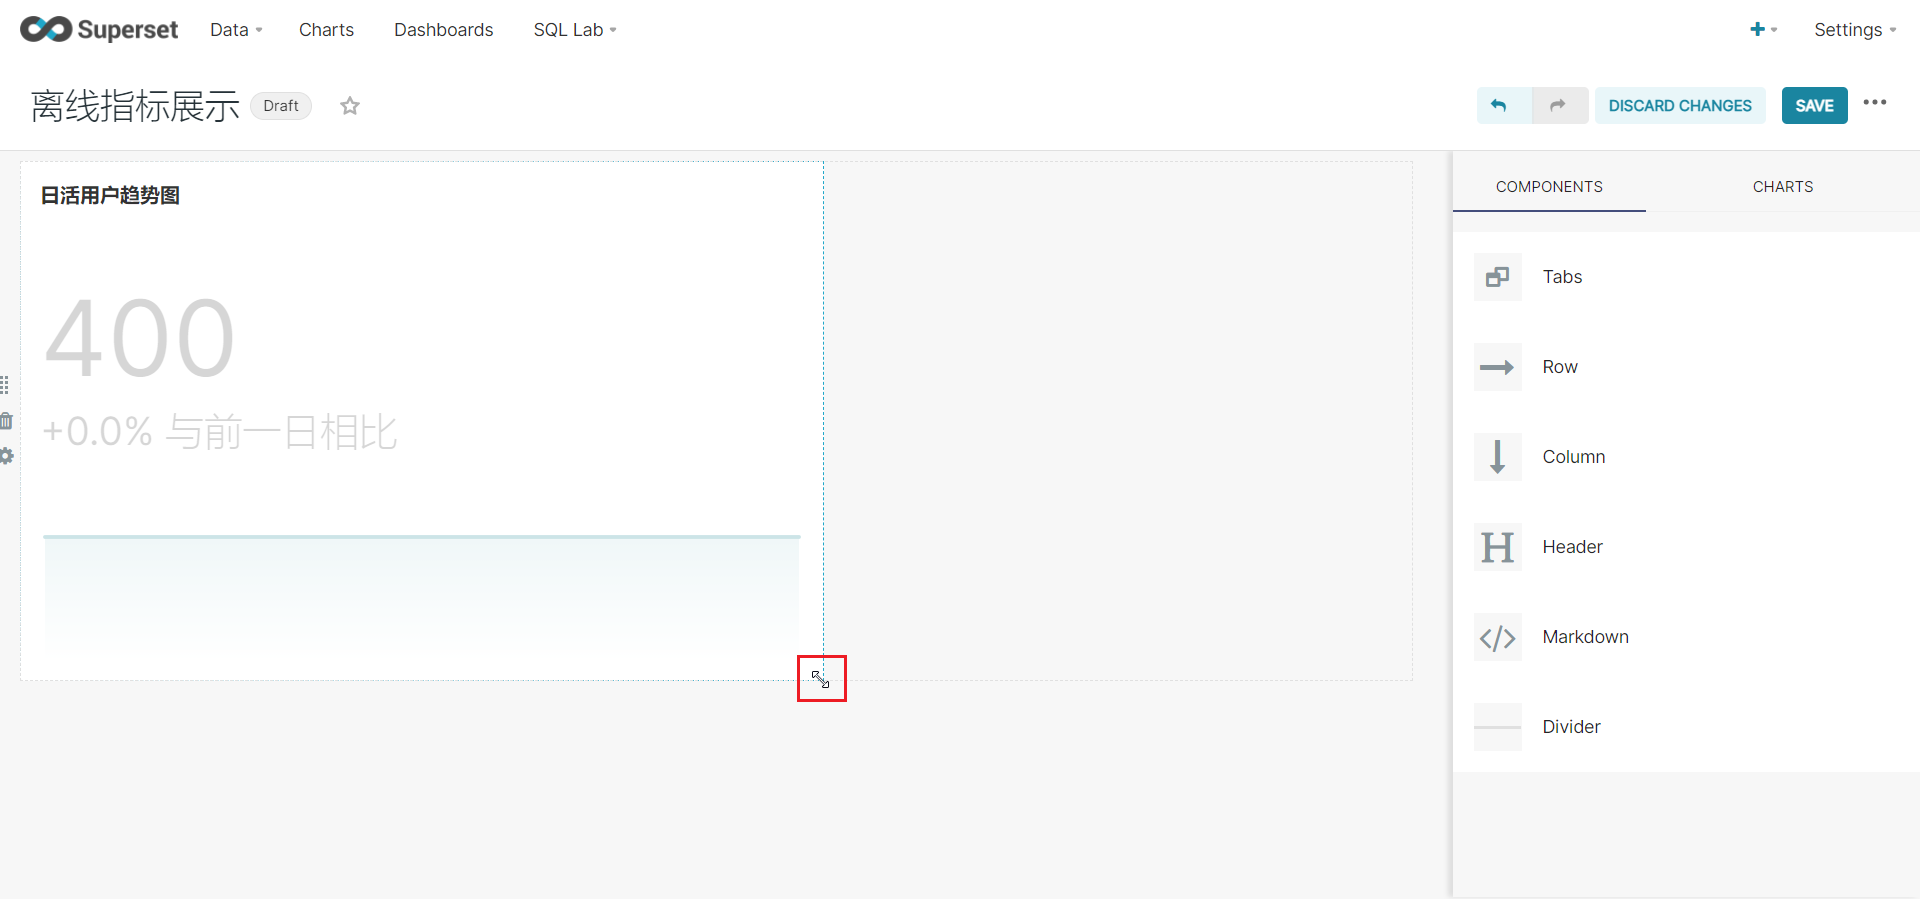 Superset Data Charts Dashboards SQL Lab Settings
离线指标展示 Draft DISCARD CHANGES SAVE
COMPONENTS CHARTS
日活用户趋势图
400
+0.0% 与前一日相比
Tabs
Row
Column
Header
Markdown
Divider